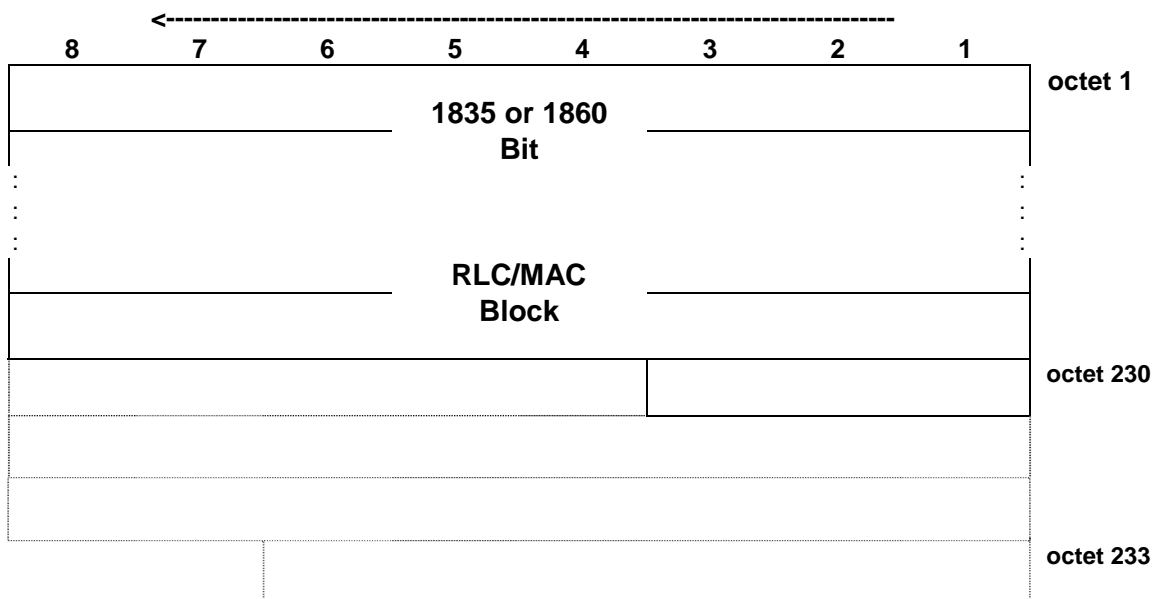 <---------------------------------------------------------------------------------
8 7 6 5 4 3 2 1
octet 1
1835 or 1860
Bit
: :
: :
: :
RLC/MAC
Block
octet 230
octet 233